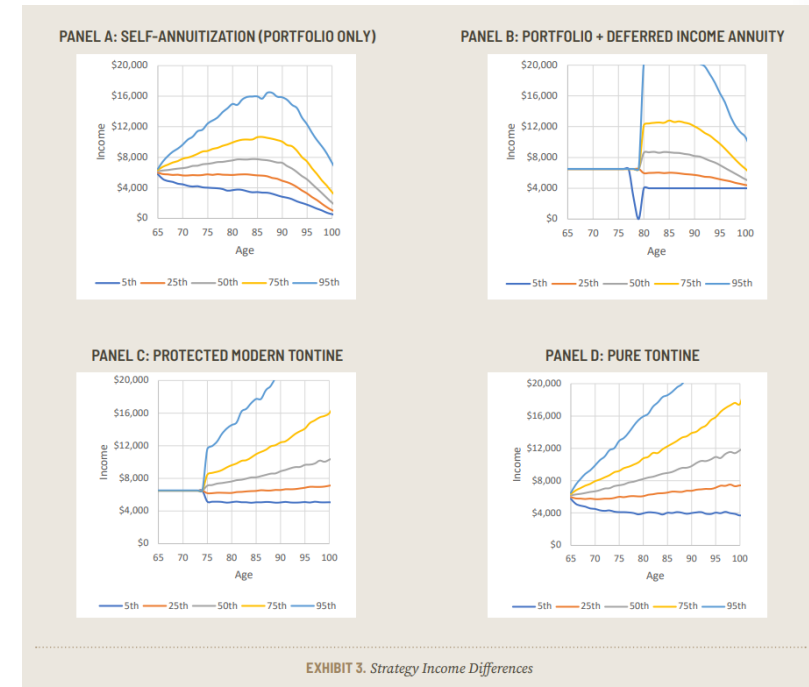 PANEL A: SELF-ANNUITIZATION (PORTFOLIO ONLY)
$20,000
$16,000
$12,000
$8,000
$4,000
$0
Income
65 70 75 80 85 90 95 100
Age
5th 25th 50th 75th 95th
PANEL B: PORTFOLIO + DEFERRED INCOME ANNUITY
$20,000
$16,000
$12,000
$8,000
$4,000
$0
Income
65 70 75 80 85 90 95 100
Age
5th 25th 50th 75th 95th
PANEL C: PROTECTED MODERN TONTINE
$20,000
$16,000
$12,000
$8,000
$4,000
$0
Income
65 70 75 80 85 90 95 100
Age
5th 25th 50th 75th 95th
PANEL D: PURE TONTINE
$20,000
$16,000
$12,000
$8,000
$4,000
$0
Income
65 70 75 80 85 90 95 100
Age
5th 25th 50th 75th 95th
EXHIBIT 3. Strategy Income Differences